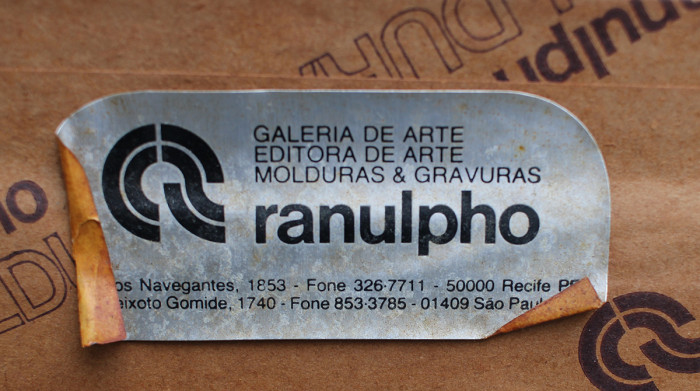 GALERIA DE ARTE
EDITORA DE ARTE
MOLDURAS & GRAVURAS
ranulpho
os Navegantes, 1853 - Fone 326-7711 - 50000 Recife P
eixoto Gomide, 1740 - Fone 853-3785 - 01409 São Paul